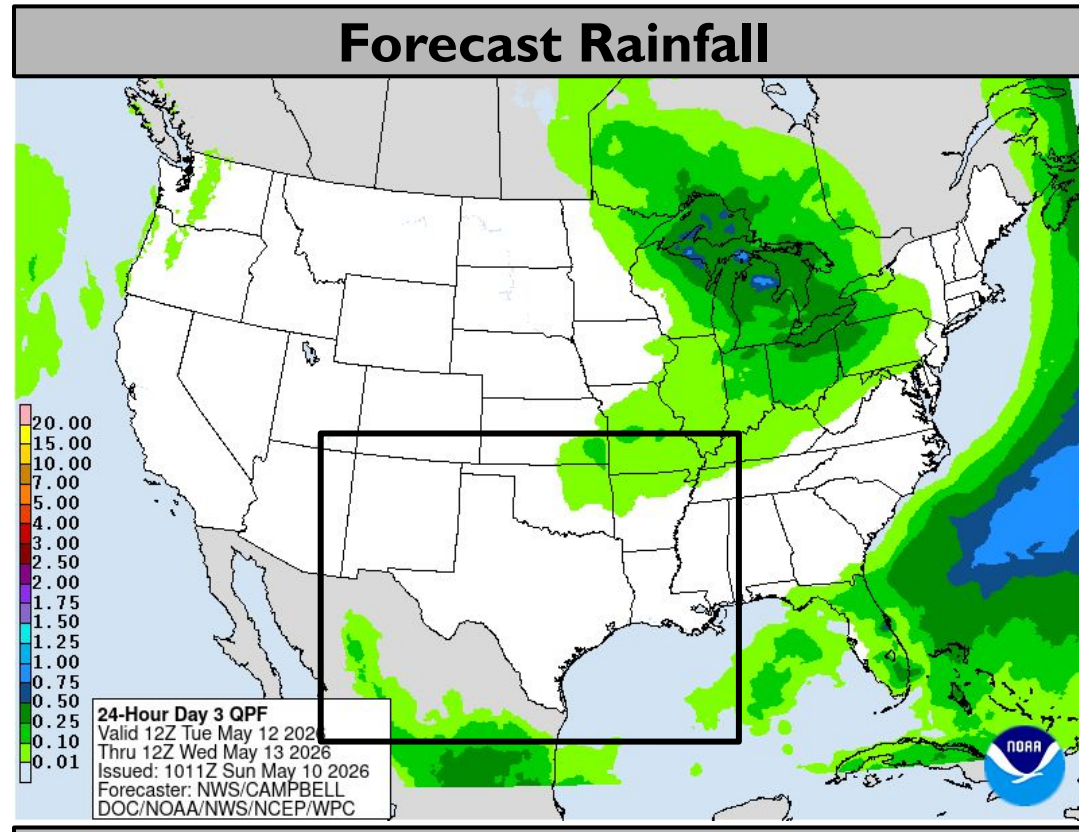 Forecast Rainfall
20.00
15.00
10.00
7.00
5.00
4.00
3.00
2.50
2.00
1.75
1.50
1.25
1.00
0.75
0.50
0.25
0.10
0.01
24-Hour Day 3 QPF
Valid 12Z Tue May 12 2026
Thru 12Z Wed May 13 2026
Issued: 1011Z Sun May 10 2026
Forecaster: NWS/CAMPBELL
DOC/NOAA/NWS/NCEP/WPC
NOAA